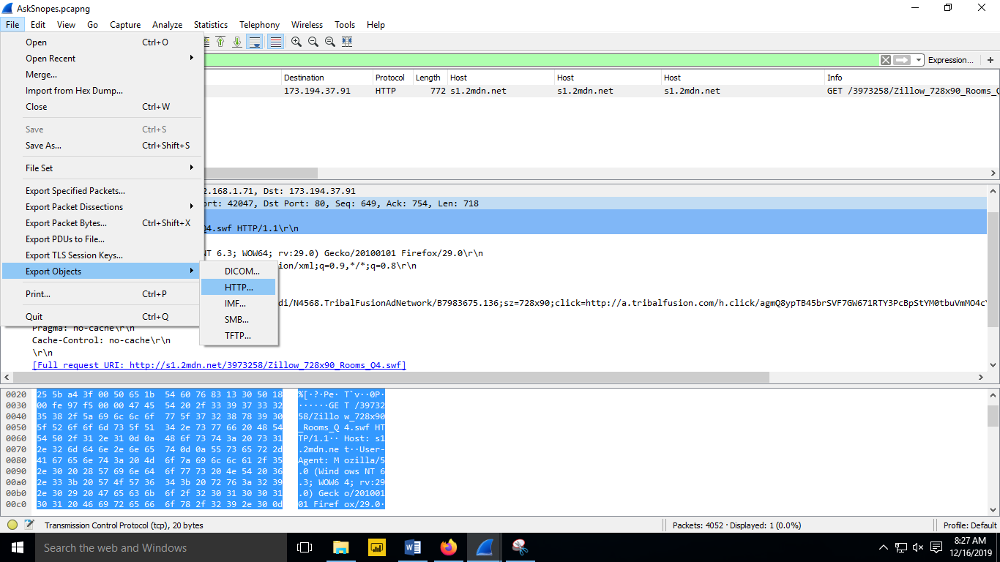 AskSnopes.pcapng
File Edit View Go Capture Analyze Statistics Telephony Wireless Tools Help
Open Ctrl+O
Open Recent
Merge...
Import from Hex Dump...
Close Ctrl+W
Save Ctrl+S
Save As... Ctrl+Shift+S
File Set
Export Specified Packets...
Export Packet Dissections
Export Packet Bytes... Ctrl+Shift+X
Export PDUs to File...
Export TLS Session Keys...
Export Objects
Print... Ctrl+P
Quit Ctrl+Q
DICOM...
HTTP...
IMF...
SMB...
TFTP...
Expression... +
Destination Protocol Length Host Host Host Info
173.194.37.91 HTTP 772 s1.2mdn.net s1.2mdn.net s1.2mdn.net GET /3973258/Zillow_728x90_Rooms_Q
2.168.1.71, Dst: 173.194.37.91
ort: 42047, Dst Port: 80, Seq: 649, Ack: 754, Len: 718
Q4.swf HTTP/1.1\r\n
NT 6.3; WOW64; rv:29.0) Gecko/20100101 Firefox/29.0\r\n
ion/xml;q=0.9,*/*;q=0.8\r\n
di/N4568.TribalFusionAdNetwork/B7983675.136;sz=728x90;click=http://a.tribalfusion.com/h.click/agmQ8ypTB45brSVF7GW671RTY3PcBpStYM0tbuVmMO4cY
Pragma: no-cache\r\n
Cache-Control: no-cache\r\n
\r\n
[Full request URI: http://s1.2mdn.net/3973258/Zillow_728x90_Rooms_Q4.swf]
0020 25 5b a4 3f 00 50 65 1b 54 60 76 83 13 30 50 18 %[·?·Pe· T`v··0P·
0030 00 fe 97 f5 00 00 47 45 54 20 2f 33 39 37 33 32 ······GE T /39732
0040 35 38 2f 5a 69 6c 6c 6f 77 5f 37 32 38 78 39 30 58/Zillo w_728x90
0050 5f 52 6f 6f 6d 73 5f 51 34 2e 73 77 66 20 48 54 _Rooms_Q 4.swf HT
0060 54 50 2f 31 2e 31 0d 0a 48 6f 73 74 3a 20 73 31 TP/1.1·· Host: s1
0070 2e 32 6d 64 6e 2e 6e 65 74 0d 0a 55 73 65 72 2d .2mdn.ne t··User-
0080 41 67 65 6e 74 3a 20 4d 6f 7a 69 6c 6c 61 2f 35 Agent: M ozilla/5
0090 2e 30 20 28 57 69 6e 64 6f 77 73 20 4e 54 20 36 .0 (Wind ows NT 6
00a0 2e 33 3b 20 57 4f 57 36 34 3b 20 72 76 3a 32 39 .3; WOW6 4; rv:29
00b0 2e 30 29 20 47 65 63 6b 6f 2f 32 30 31 30 30 31 .0) Geck o/201001
00c0 30 31 20 46 69 72 65 66 6f 78 2f 32 39 2e 30 0d 01 Firef ox/29.0·
Transmission Control Protocol (tcp), 20 bytes Packets: 4052 · Displayed: 1 (0.0%) Profile: Default
Search the web and Windows
8:27 AM
12/16/2019